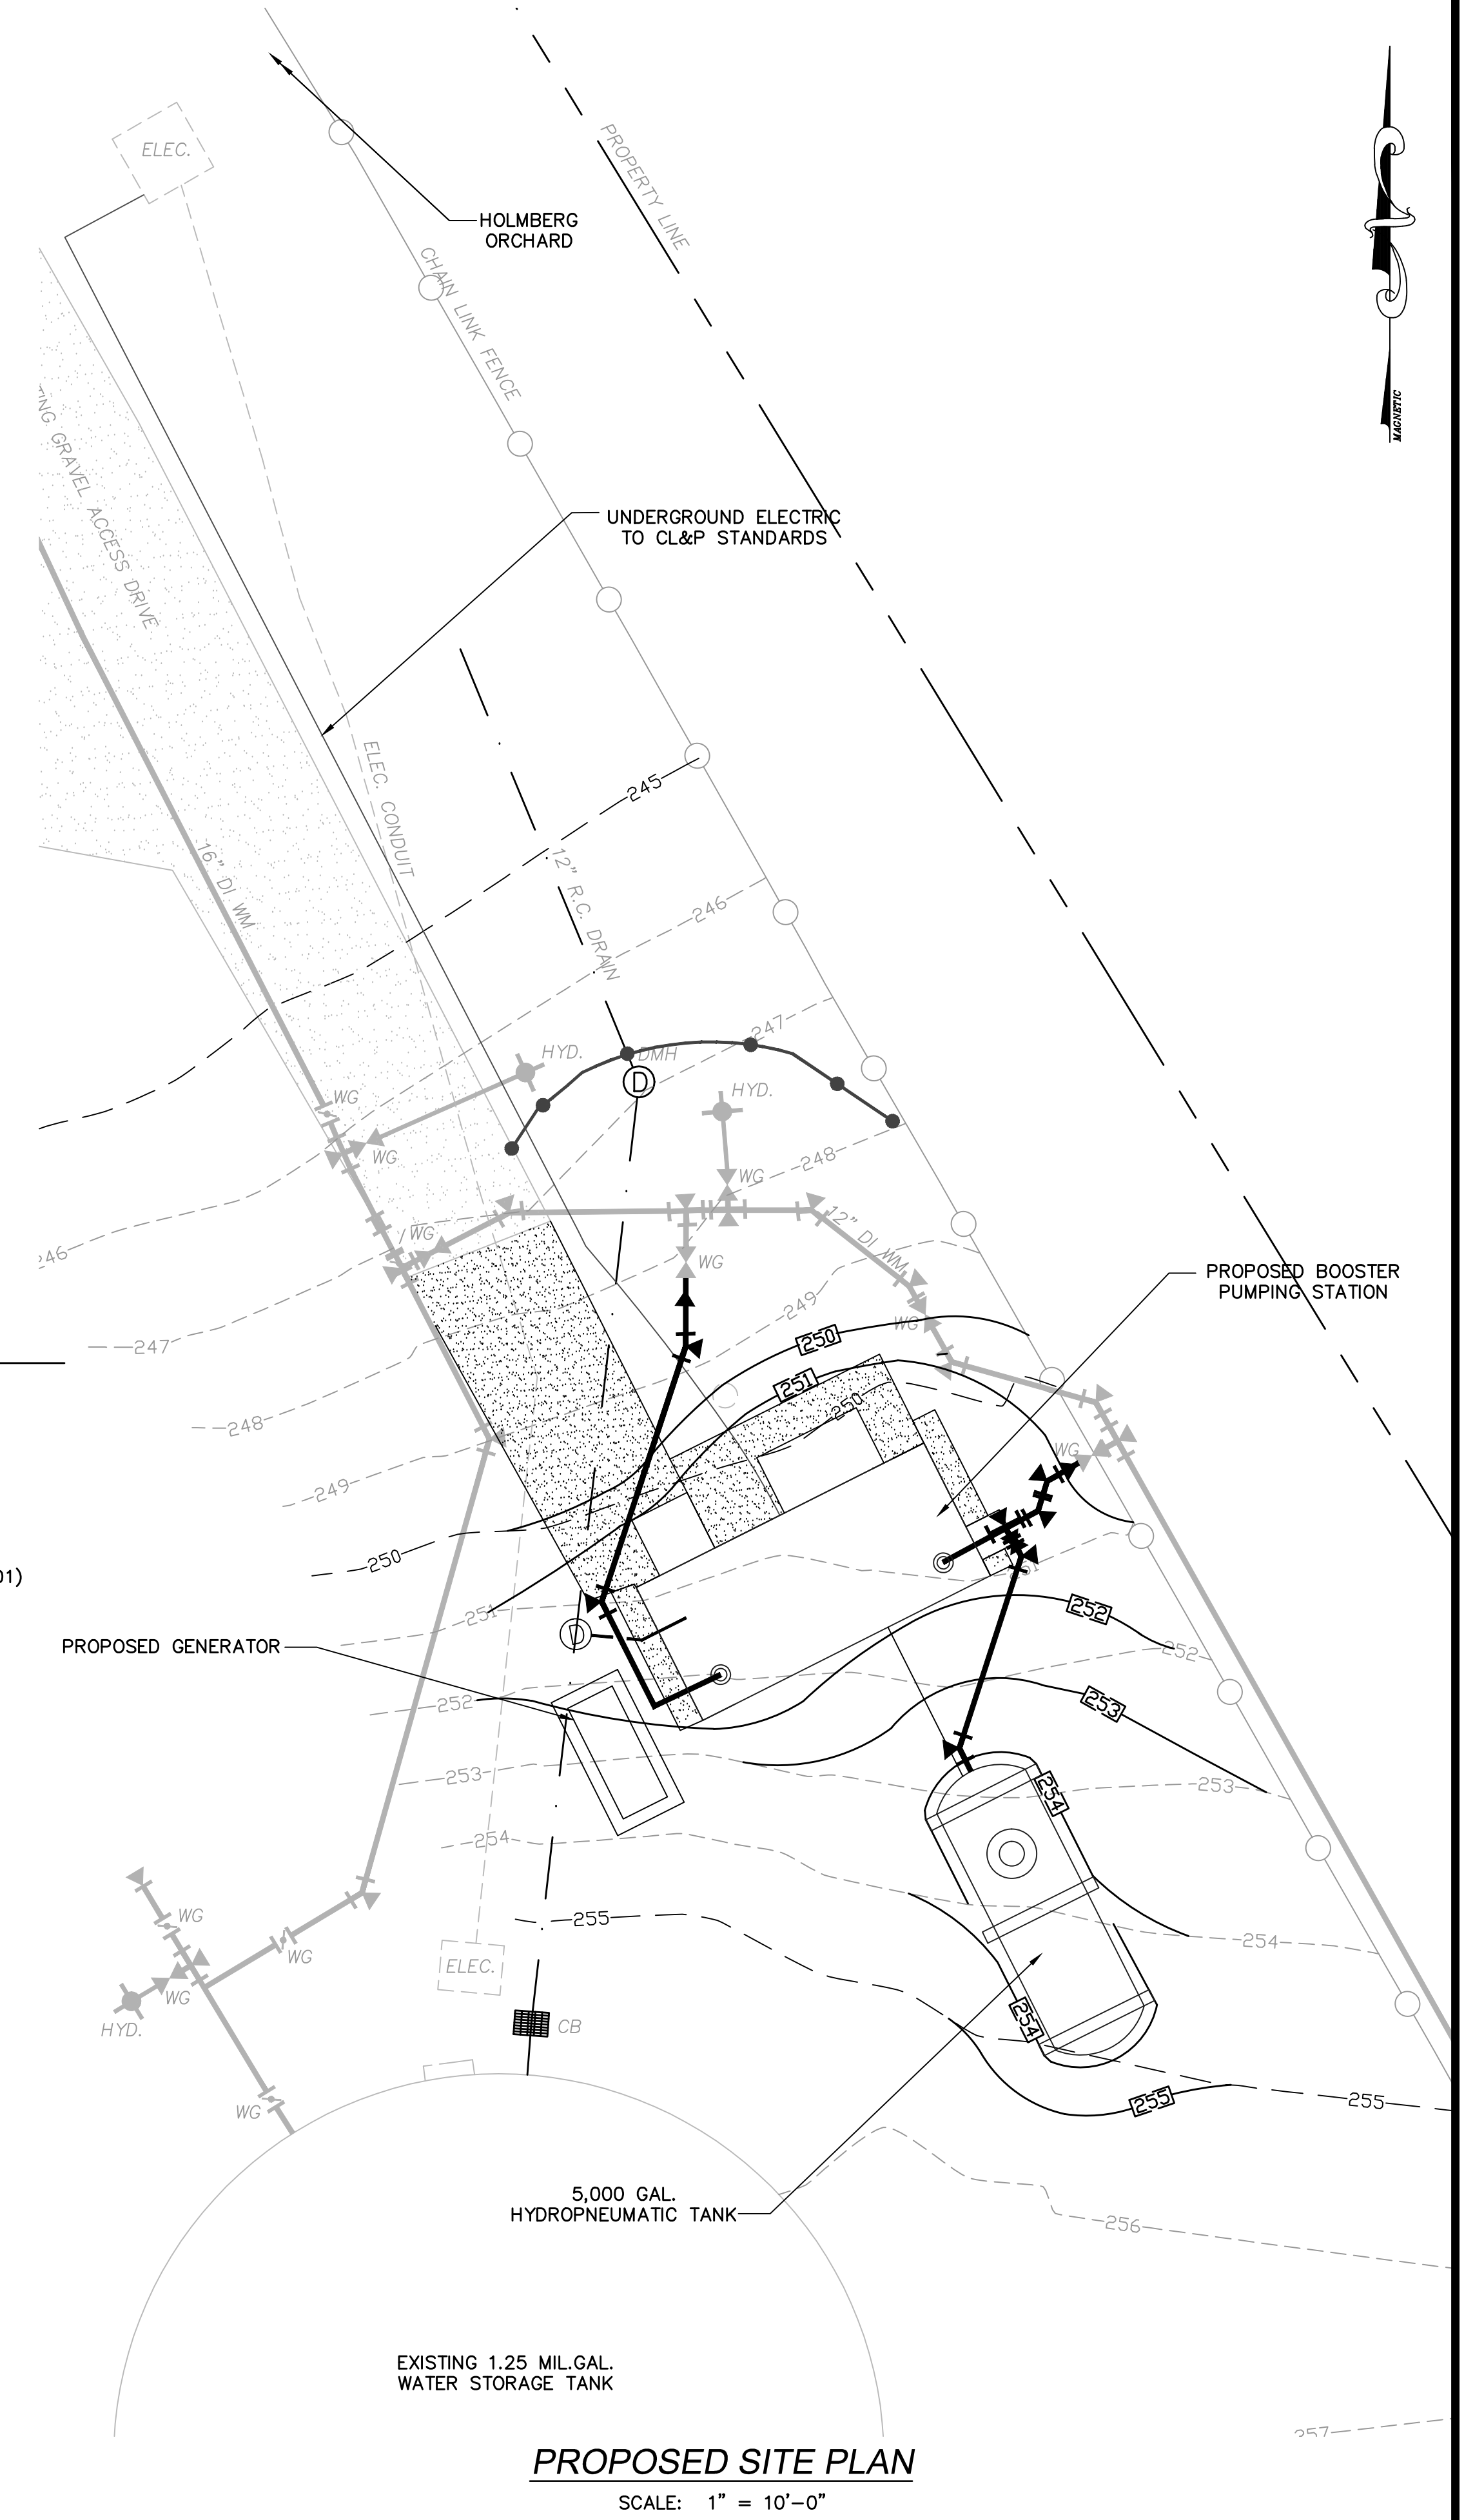 ELEC.
PROPERTY LINE
HOLMBERG
ORCHARD
CHAIN LINK FENCE
MAGNETIC
GRAVEL ACCESS DRIVE
UNDERGROUND ELECTRIC
TO CL&P STANDARDS
ELEC. CONDUIT
245
16" DI WM
12" R.C. DRAIN
246
247
HYD.
DMH
D
HYD.
WG
WG
248
WG
WG
12" DI WM
WG
246
247
249
WG
PROPOSED BOOSTER
PUMPING STATION
250
251
250
248
WG
249
250
01)
251
251
252
D
PROPOSED GENERATOR
252
252
253
253
254
253
254
255
WG
WG
254
ELEC.
WG
HYD.
CB
254
WG
255
255
5,000 GAL.
HYDROPNEUMATIC TANK
256
EXISTING 1.25 MIL.GAL.
WATER STORAGE TANK
257
PROPOSED SITE PLAN
SCALE: 1" = 10'-0"